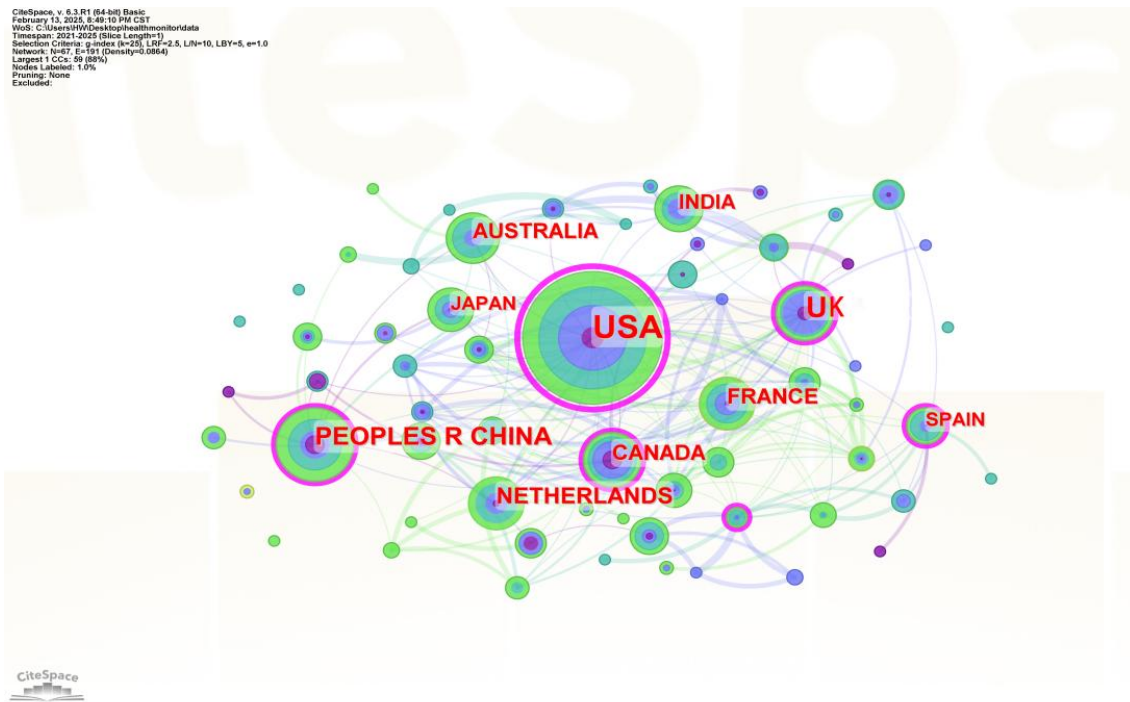 CiteSpace, v. 6.3.R1 (64-bit) Basic
February 13, 2025, 8:49:10 PM CST
WoS: C:\Users\HW\Desktop\healthmonitor\data
Timespan: 2021-2025 (Slice Length=1)
Selection Criteria: g-index (k=25), LRF=2.5, L/N=10, LBY=5, e=1.0
Network: N=67, E=191 (Density=0.0864)
Largest 1 CCs: 59 (88%)
Nodes Labeled: 1.0%
Pruning: None
Excluded:
citeSpa
INDIA
AUSTRALIA
JAPAN
USA
UK
FRANCE
SPAIN
PEOPLES R CHINA
CANADA
NETHERLANDS
CiteSpace